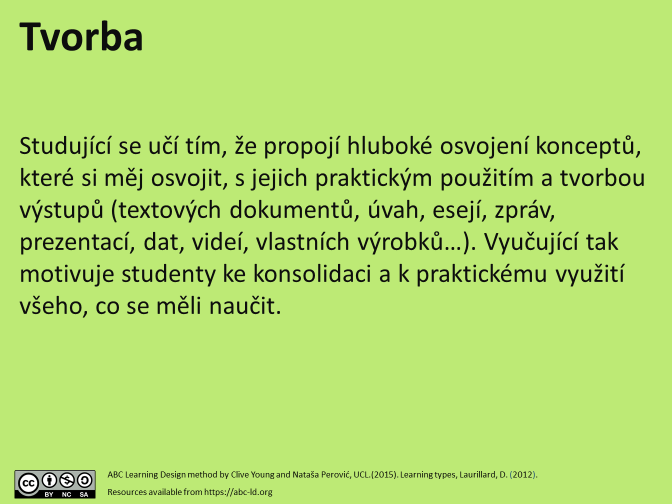 Tvorba
Studující se učí tím, že propojí hluboké osvojení konceptů,
které si měj osvojit, s jejich praktickým použitím a tvorbou
výstupů (textových dokumentů, úvah, esejí, zpráv,
prezentací, dat, videí, vlastních výrobků…). Vyučující tak
motivuje studenty ke konsolidaci a k praktickému využití
všeho, co se měli naučit.
ABC Learning Design method by Clive Young and Nataša Perović, UCL.(2015). Learning types, Laurillard, D. (2012).
Resources available from https://abc-ld.org
CC BY NC SA